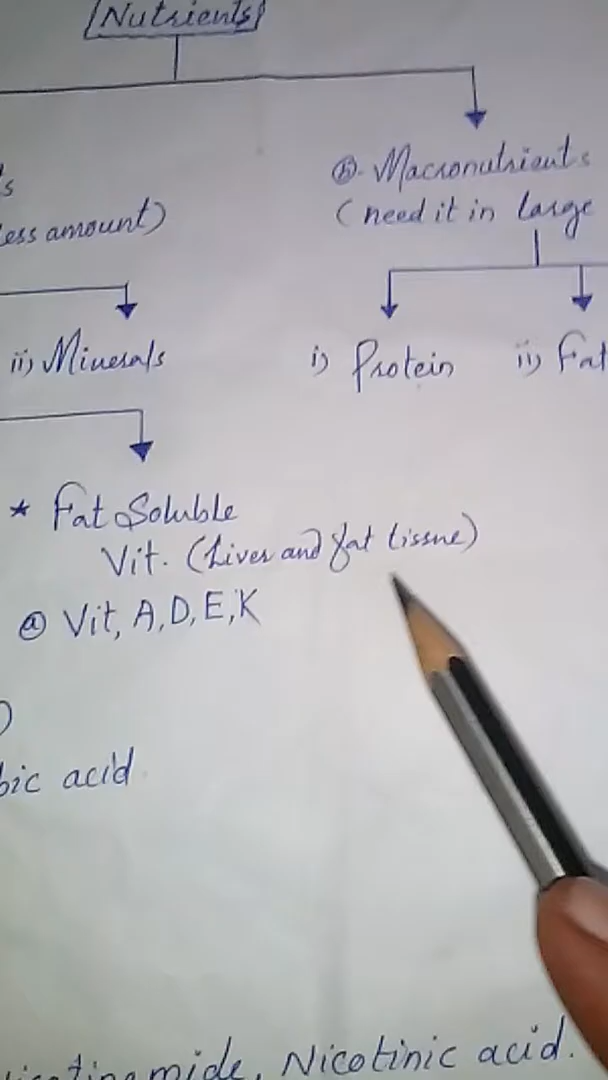 Nutrients
ⓑ. Macronutrients
(need it in large
less amount)
ii) Minerals
i) Protein ii) Fat
* Fat Soluble
Vit. (Liver and fat tissue)
ⓐ Vit, A,D,E,K
bic acid
Nicotinic acid.